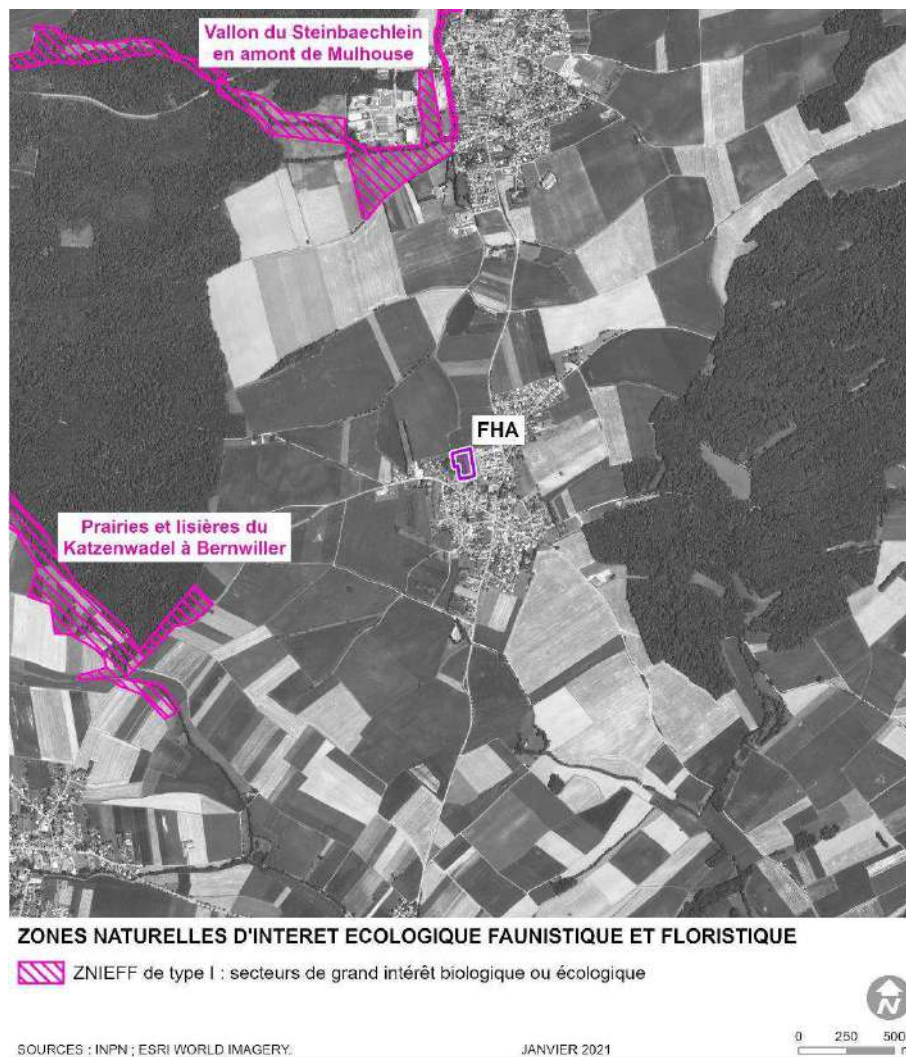 Vallon du Steinbaechlein
en amont de Mulhouse
FHA
Prairies et lisières du
Katzenwadel à Bernwiller
ZONES NATURELLES D'INTERET ECOLOGIQUE FAUNISTIQUE ET FLORISTIQUE
ZNIEFF de type I : secteurs de grand intérêt biologique ou écologique
N
SOURCES : INPN ; ESRI WORLD IMAGERY. JANVIER 2021
0 250 500